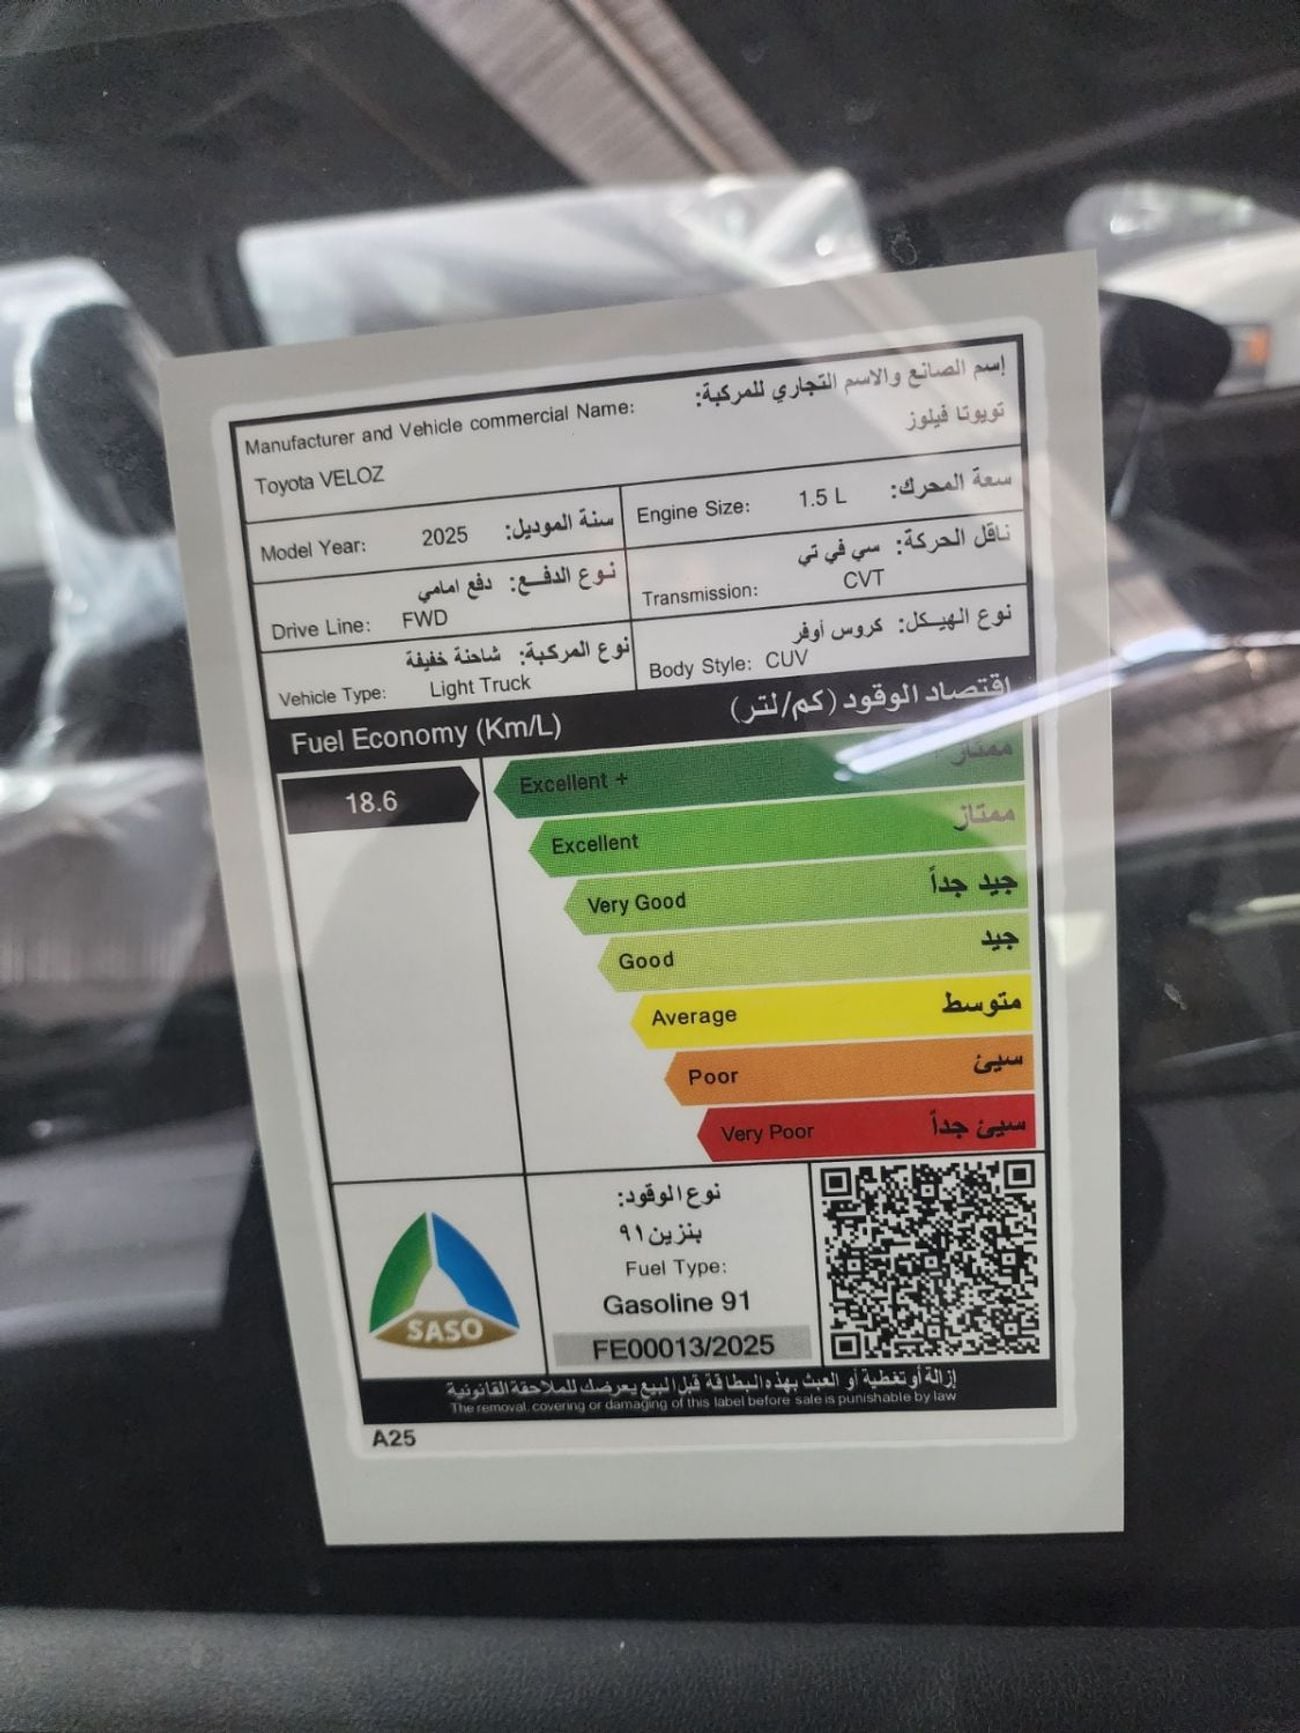 Manufacturer and Vehicle commercial Name: إسم الصانع والاسم التجاري للمركبة:
Toyota VELOZ تويوتا فيلوز
Model Year: 2025 سنة الموديل:
Engine Size: 1.5 L سعة المحرك:
نوع الدفع: دفع امامي
Drive Line: FWD
ناقل الحركة: سي في تي
Transmission: CVT
نوع المركبة: شاحنة خفيفة
Vehicle Type: Light Truck
نوع الهيكل: كروس أوفر
Body Style: CUV
Fuel Economy (Km/L) اقتصاد الوقود (كم/لتر)
18.6
Excellent + ممتاز +
Excellent ممتاز
Very Good جيد جداً
Good جيد
Average متوسط
Poor سيئ
Very Poor سيئ جداً
SASO
نوع الوقود:
بنزين ٩١
Fuel Type:
Gasoline 91
FE00013/2025
إزالة أو تغطية أو العبث بهذه البطاقة قبل البيع يعرضك للملاحقة القانونية
The removal, covering or damaging of this label before sale is punishable by law
A25